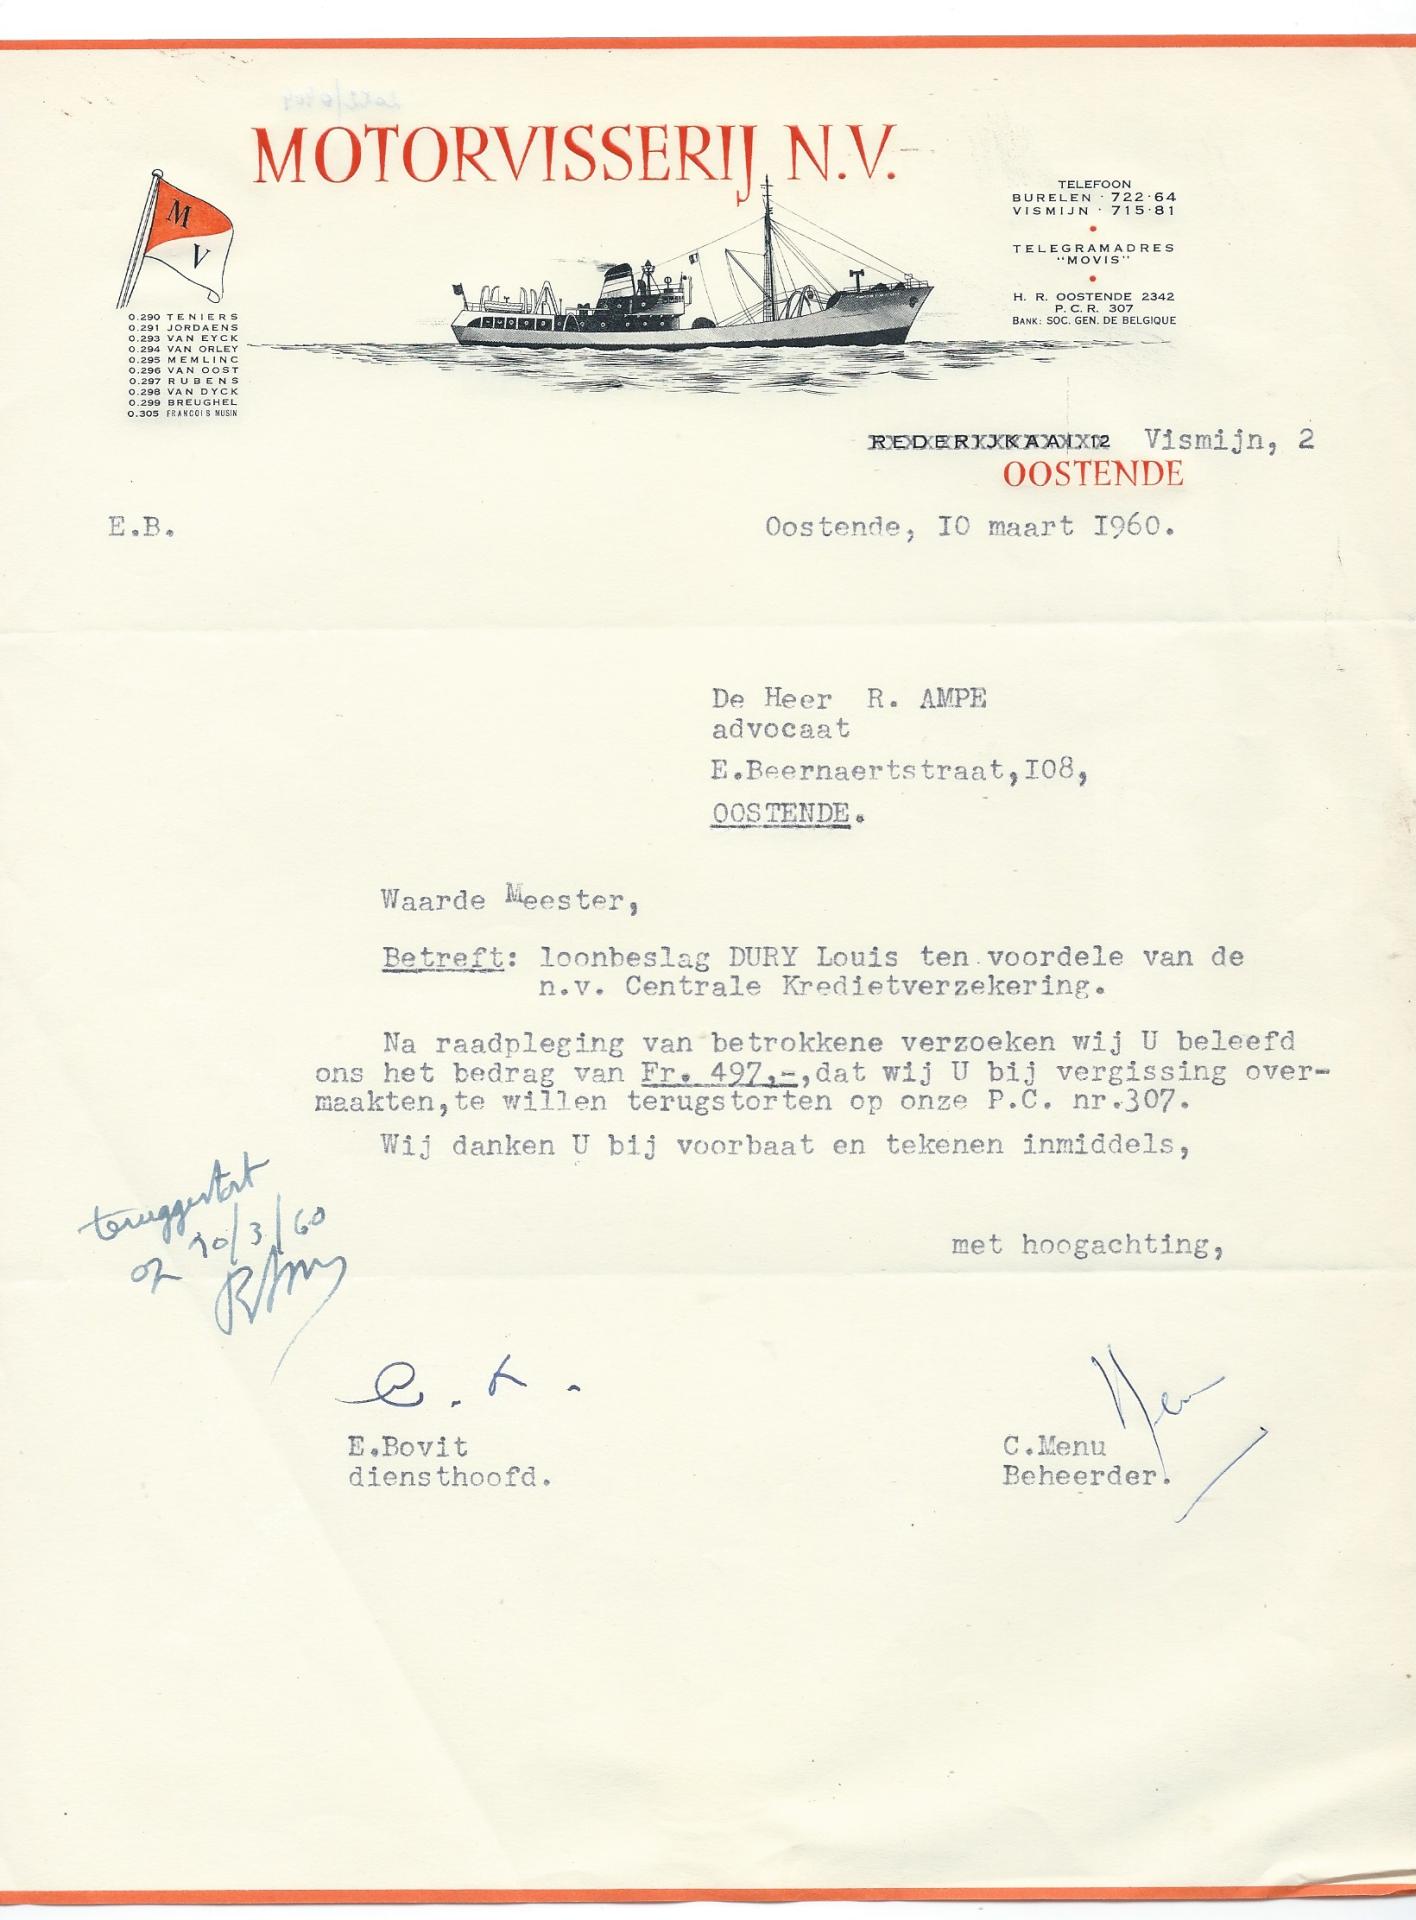 MOTORVISSERIJ N.V.
M
V
O.290 TENIERS
O.291 JORDAENS
O.293 VAN EYCK
O.294 VAN ORLEY
O.295 MEMLINC
O.296 VAN OOST
O.297 RUBENS
O.298 VAN DYCK
O.299 BREUGHEL
O.305 FRANCOIS MUSIN
TELEFOON
BURELEN · 722·64
VISMIJN · 715·81
TELEGRAMADRES
"MOVIS"
H. R. OOSTENDE 2342
P.C.R. 307
BANK: SOC. GEN. DE BELGIQUE
REDERIJKAAI 12 Vismijn, 2
OOSTENDE
E.B.
Oostende, IO maart I960.
De Heer R. AMPE
advocaat
E.Beernaertstraat,I08,
OOSTENDE.
Waarde Meester,
Betreft: loonbeslag DURY Louis ten voordele van de
n.v. Centrale Kredietverzekering.
Na raadpleging van betrokkene verzoeken wij U beleefd
ons het bedrag van Fr. 497,-,dat wij U bij vergissing over-
maakten,te willen terugstorten op onze P.C. nr.307.
Wij danken U bij voorbaat en tekenen inmiddels,
teruggestort
op 10/3/60
met hoogachting,
E.Bovit
diensthoofd.
C.Menu
Beheerder.